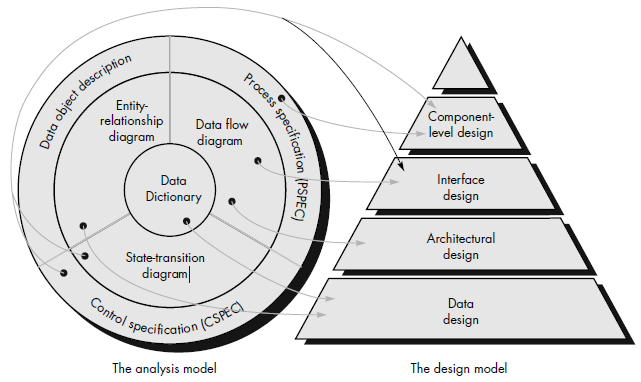 Data object description
Entity-
relationship
diagram
Data flow
diagram
Process specification (PSPEC)
Data
Dictionary
State-transition
diagram
Control specification (CSPEC)
The analysis model
Component-
level design
Interface
design
Architectural
design
Data
design
The design model